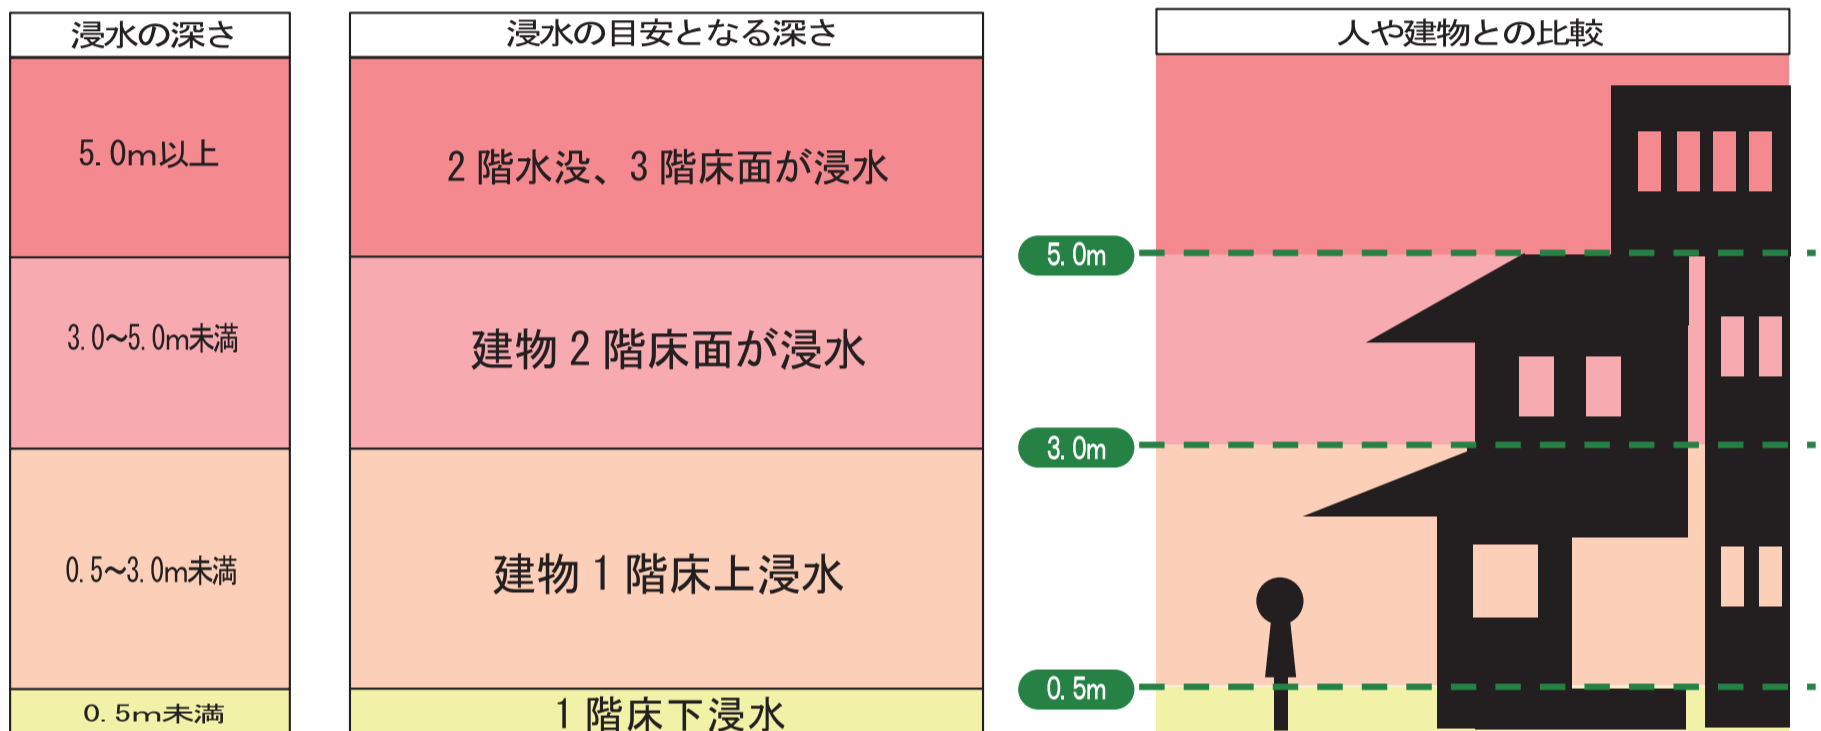 浸水の深さ
浸水の目安となる深さ
人や建物との比較
5.0m以上
2階水没、3階床面が浸水
5.0m
3.0～5.0m未満
建物2階床面が浸水
3.0m
0.5～3.0m未満
建物1階床上浸水
0.5m
0.5m未満
1階床下浸水